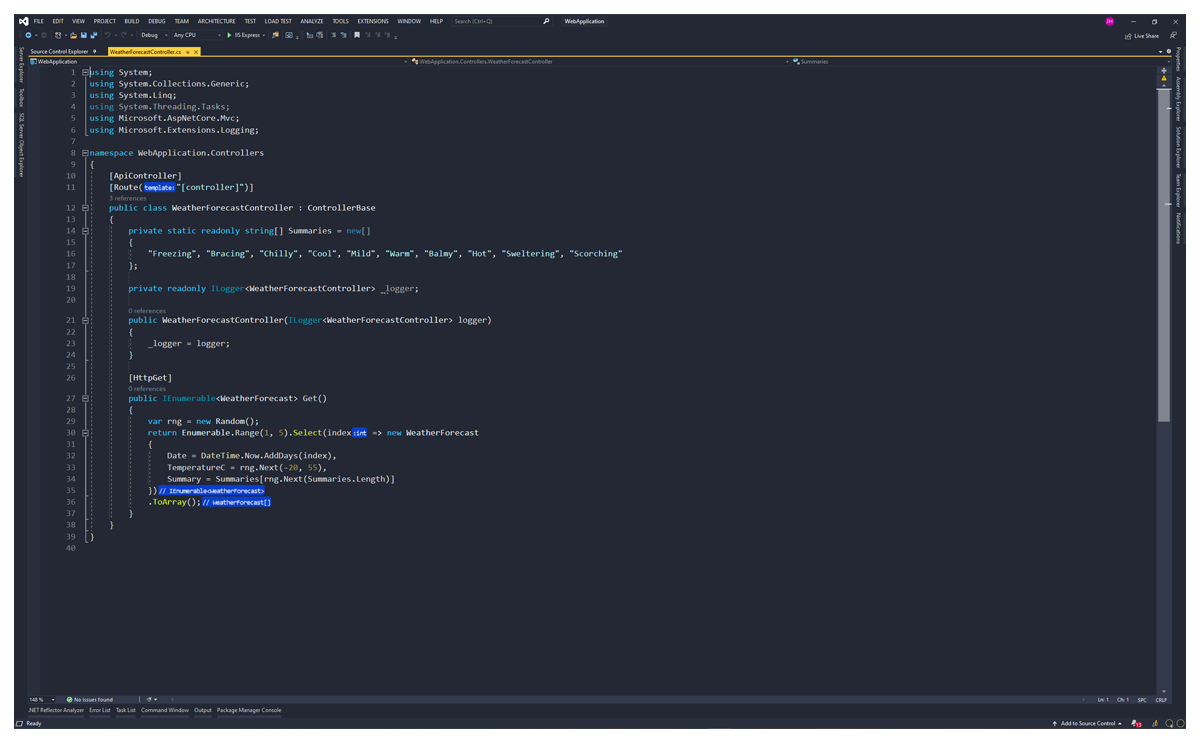 FILE EDIT VIEW PROJECT BUILD DEBUG TEAM ARCHITECTURE TEST LOAD TEST ANALYZE TOOLS EXTENSIONS WINDOW HELP Search (Ctrl+Q) WebApplication JH
Debug Any CPU IIS Express Live Share
Source Control Explorer WeatherForecastController.cs
WebApplication WebApplication.Controllers.WeatherForecastController Summaries
Server Explorer
Toolbox
SQL Server Object Explorer
1 using System;
2 using System.Collections.Generic;
3 using System.Linq;
4 using System.Threading.Tasks;
5 using Microsoft.AspNetCore.Mvc;
6 using Microsoft.Extensions.Logging;
7
8 namespace WebApplication.Controllers
9 {
10 [ApiController]
11 [Route(template:"[controller]")]
3 references
12 public class WeatherForecastController : ControllerBase
13 {
14 private static readonly string[] Summaries = new[]
15 {
16 "Freezing", "Bracing", "Chilly", "Cool", "Mild", "Warm", "Balmy", "Hot", "Sweltering", "Scorching"
17 };
18
19 private readonly ILogger<WeatherForecastController> _logger;
20
0 references
21 public WeatherForecastController(ILogger<WeatherForecastController> logger)
22 {
23 _logger = logger;
24 }
25
26 [HttpGet]
0 references
27 public IEnumerable<WeatherForecast> Get()
28 {
29 var rng = new Random();
30 return Enumerable.Range(1, 5).Select(index:int => new WeatherForecast
31 {
32 Date = DateTime.Now.AddDays(index),
33 TemperatureC = rng.Next(-20, 55),
34 Summary = Summaries[rng.Next(Summaries.Length)]
35 })// IEnumerable<WeatherForecast>
36 .ToArray();// WeatherForecast[]
37 }
38 }
39 }
40
Properties
Assembly Explorer
Solution Explorer
Team Explorer
Notifications
148 % No issues found Ln: 1 Ch: 1 SPC CRLF
.NET Reflector Analyzer Error List Task List Command Window Output Package Manager Console
Ready Add to Source Control 13